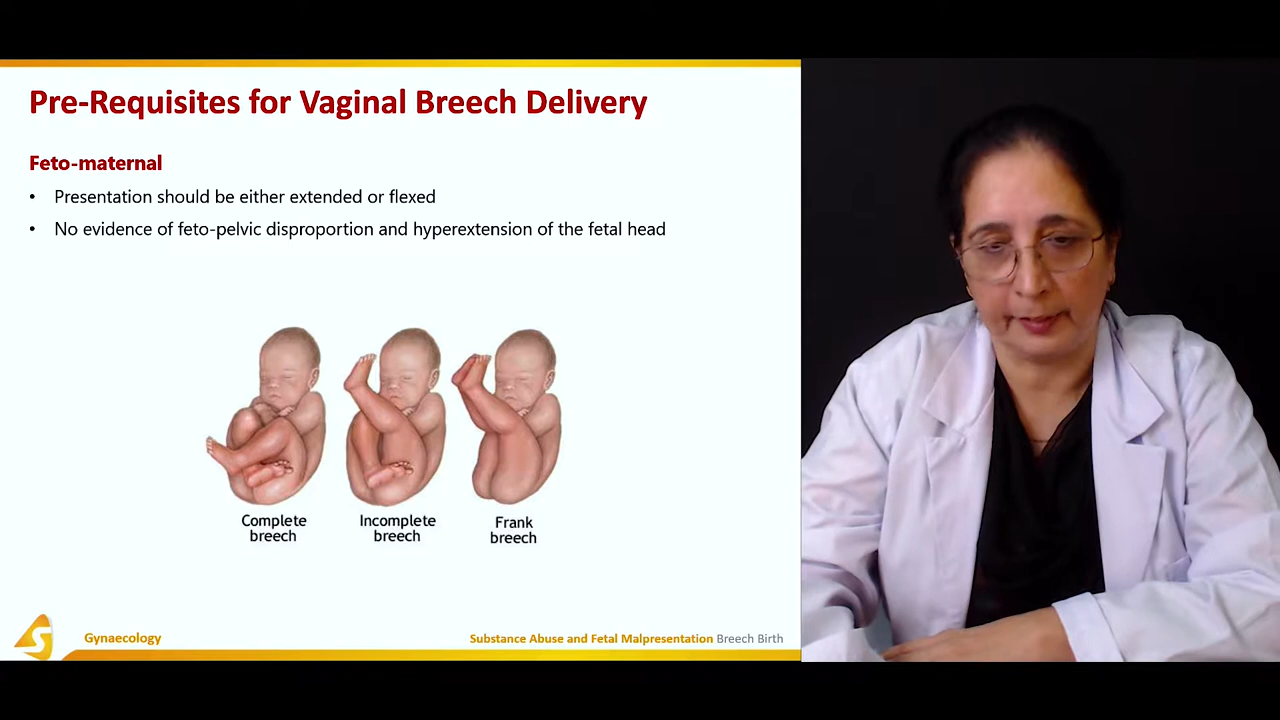 Pre-Requisites for Vaginal Breech Delivery
Feto-maternal
• Presentation should be either extended or flexed
• No evidence of feto-pelvic disproportion and hyperextension of the fetal head
Complete
breech
Incomplete
breech
Frank
breech
Gynaecology
Substance Abuse and Fetal Malpresentation Breech Birth